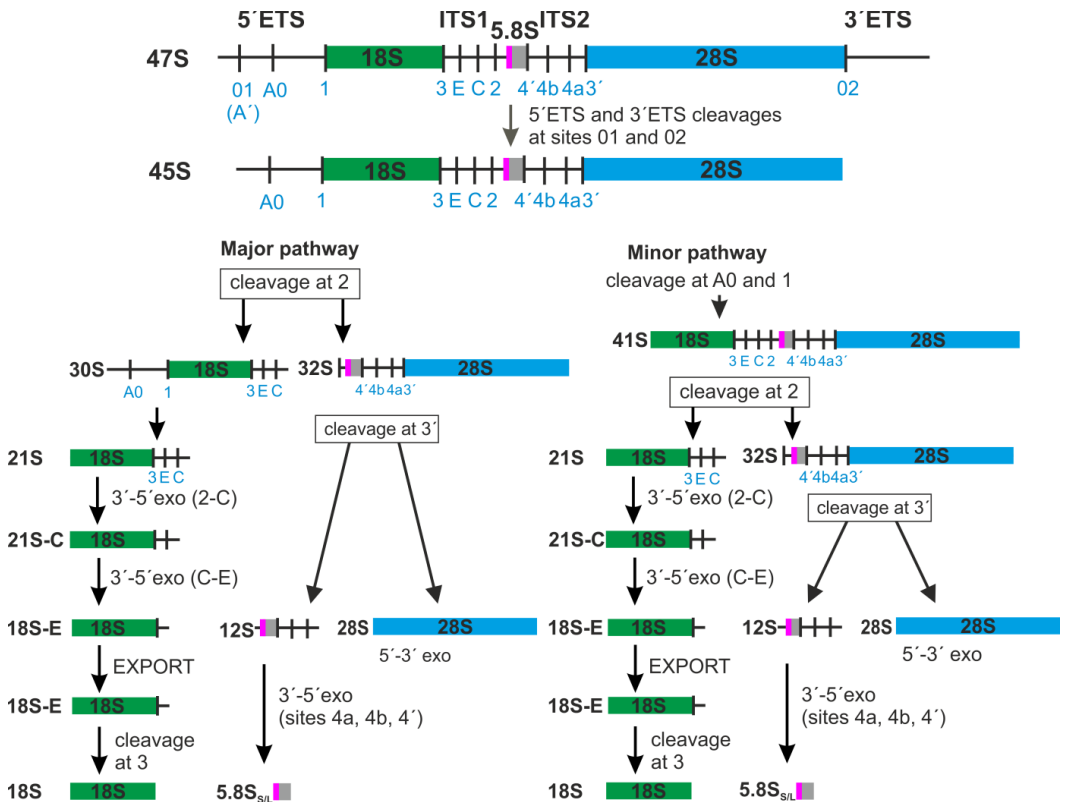 5´ETS ITS1 ITS2 3´ETS
5.8S
47S 18S 28S
01 A0 1 3 E C 2 4´4b 4a3´ 02
(A´)
5´ETS and 3´ETS cleavages
at sites 01 and 02
45S 18S 28S
A0 1 3 E C 2 4´4b 4a3´
Major pathway
cleavage at 2
30S 18S 32S 28S
A0 1 3 E C 4´4b4a3´
cleavage at 3´
21S 18S
3 E C
3´-5´exo (2-C)
21S-C 18S
3´-5´exo (C-E)
18S-E 18S 12S 28S 28S
5´-3´ exo
EXPORT
3´-5´exo
(sites 4a, 4b, 4´)
18S-E 18S
cleavage
at 3
18S 18S 5.8S S/L
Minor pathway
cleavage at A0 and 1
41S 18S 28S
3 E C 2 4´4b4a3´
cleavage at 2
21S 18S 32S 28S
3 E C 4´4b4a3´
3´-5´exo (2-C)
cleavage at 3´
21S-C 18S
3´-5´exo (C-E)
18S-E 18S 12S 28S 28S
5´-3´ exo
EXPORT
3´-5´exo
(sites 4a, 4b, 4´)
18S-E 18S
cleavage
at 3
18S 18S 5.8S S/L